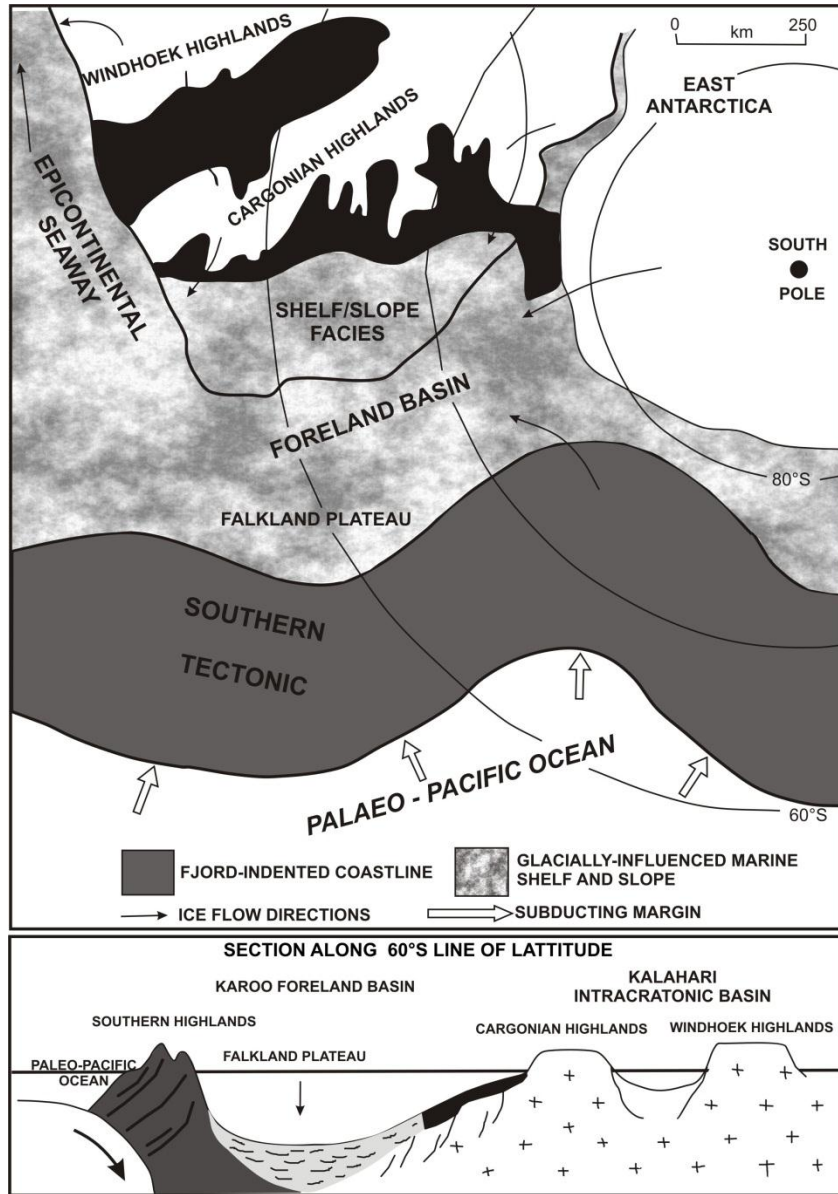 0 250
km
WINDHOEK HIGHLANDS
EAST
ANTARCTICA
CARGONIAN HIGHLANDS
EPICONTINENTAL
SEAWAY
SOUTH
POLE
SHELF/SLOPE
FACIES
FORELAND BASIN
80°S
FALKLAND PLATEAU
SOUTHERN
TECTONIC
PALAEO - PACIFIC OCEAN
60°S
FJORD-INDENTED COASTLINE
GLACIALLY-INFLUENCED MARINE
SHELF AND SLOPE
ICE FLOW DIRECTIONS
SUBDUCTING MARGIN
SECTION ALONG 60°S LINE OF LATTITUDE
KAROO FORELAND BASIN
KALAHARI
INTRACRATONIC BASIN
SOUTHERN HIGHLANDS
CARGONIAN HIGHLANDS
WINDHOEK HIGHLANDS
PALEO-PACIFIC
OCEAN
FALKLAND PLATEAU